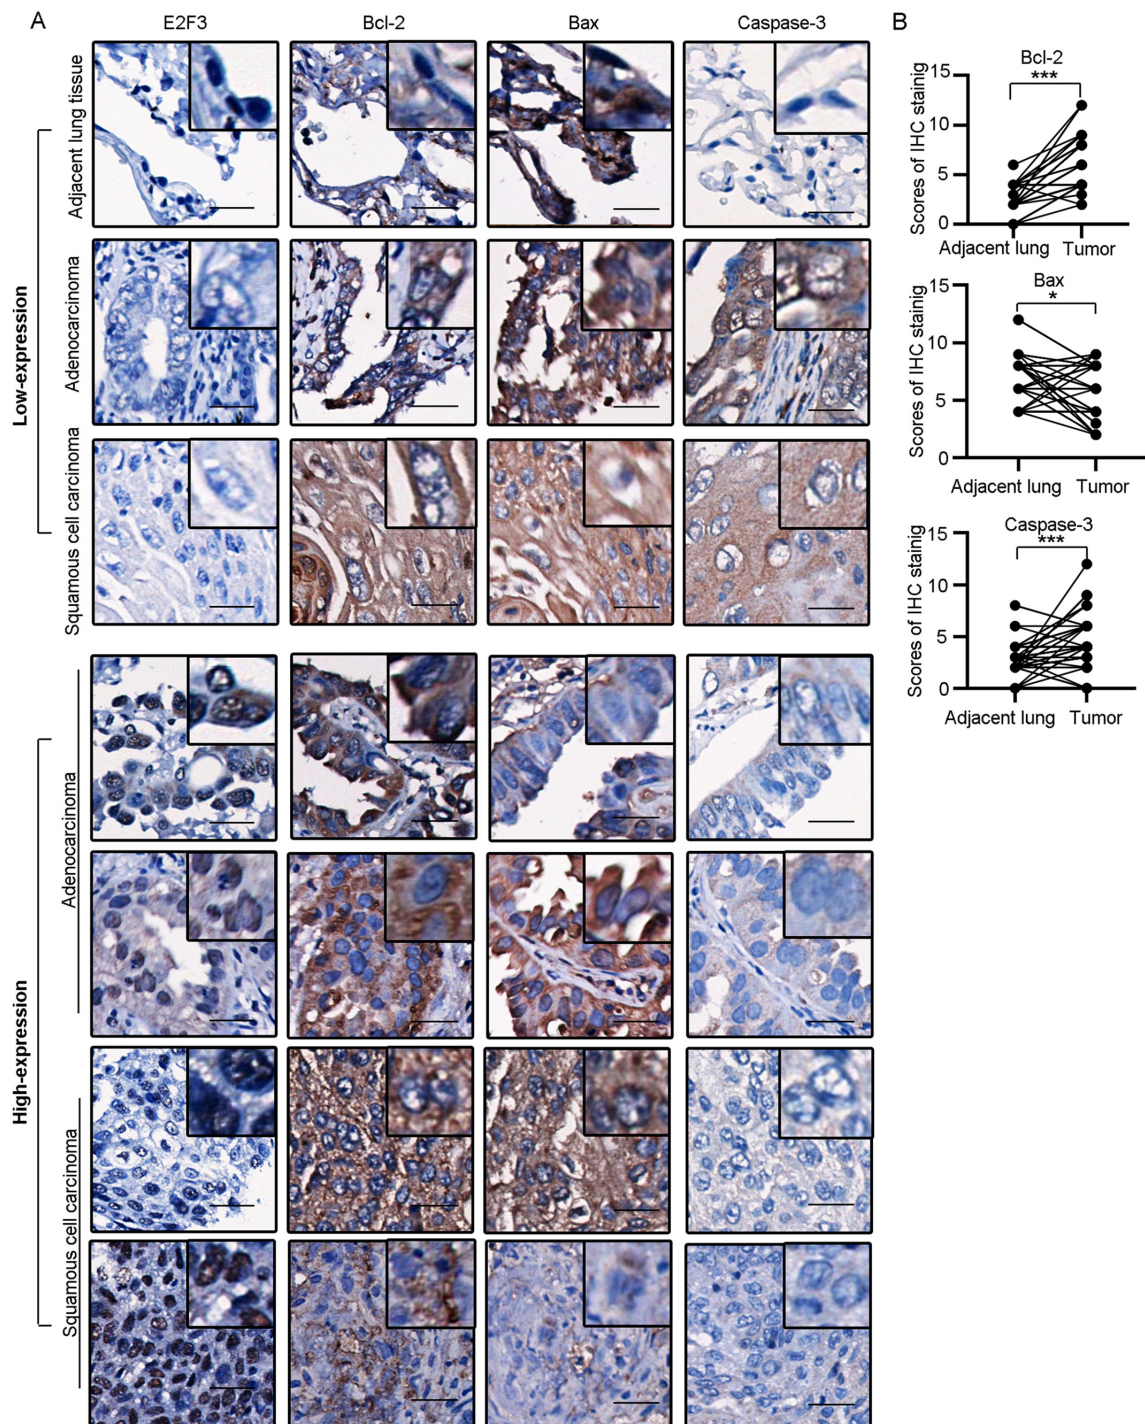 A
E2F3
Bcl-2
Bax
Caspase-3
Low-expression
Adjacent lung tissue
Adenocarcinoma
Squamous cell carcinoma
High-expression
Adenocarcinoma
Squamous cell carcinoma
B
Bcl-2
***
Scores of IHC stainig
15
10
5
0
Adjacent lung
Tumor
Bax
*
Scores of IHC stainig
15
10
5
0
Adjacent lung
Tumor
Caspase-3
***
Scores of IHC stainig
15
10
5
0
Adjacent lung
Tumor